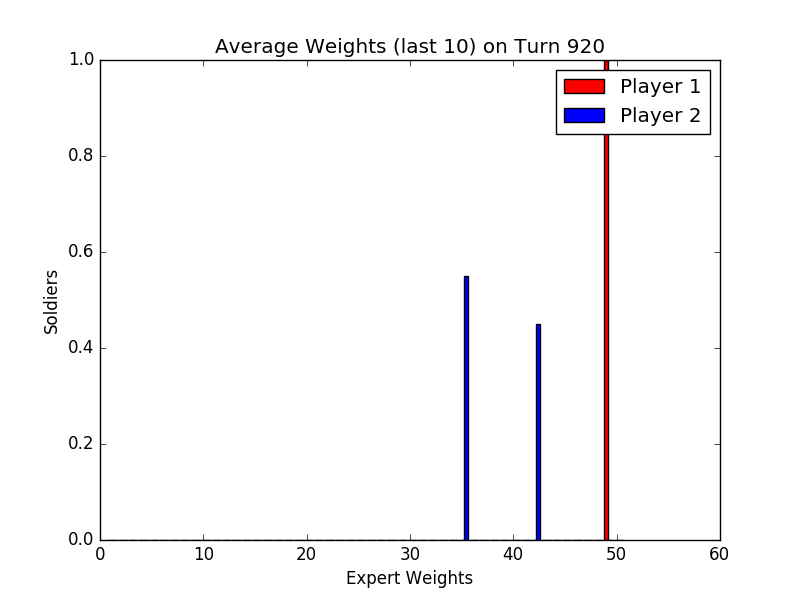 Average Weights (last 10) on Turn 920
1.0
0.8
0.6
0.4
0.2
0.0
Soldiers
Player 1
Player 2
0 10 20 30 40 50 60
Expert Weights